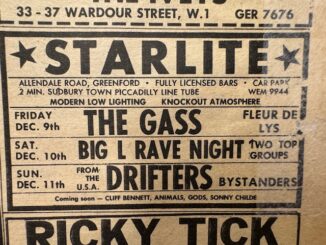 THE IVEYS
33 - 37 WARDOUR STREET, W.1 GER 7676
★ STARLITE ★
ALLENDALE ROAD, GREENFORD • FULLY LICENSED BARS • CAR PARK
2 MIN. SUDBURY TOWN PICCADILLY LINE TUBE WEM 9944
MODERN LOW LIGHTING KNOCKOUT ATMOSPHERE
FRIDAY DEC. 9th THE GASS FLEUR DE LYS
SAT. DEC. 10th BIG L RAVE NIGHT TWO TOP GROUPS
SUN. DEC. 11th FROM THE U.S.A. DRIFTERS BYSTANDERS
Coming soon — CLIFF BENNETT, ANIMALS, GODS, SONNY CHILDE
RICKY TICK